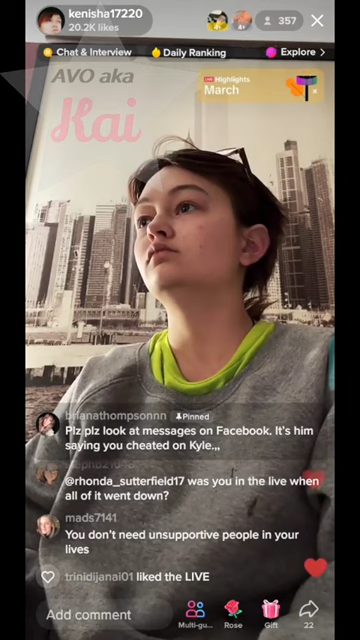 kenisha17220
20.2K likes
4+
357
Chat & Interview
Daily Ranking
Explore >
AVO aka
Kai
LIVE Highlights
March
brianathompsonnn Pinned
Plz plz look at messages on Facebook. It's him
saying you cheated on Kyle.,,
@rhonda_sutterfield17 was you in the live when
all of it went down?
mads7141
You don't need unsupportive people in your
lives
trinidijanai01 liked the LIVE
Add comment
Multi-gu...
Rose
Gift
22